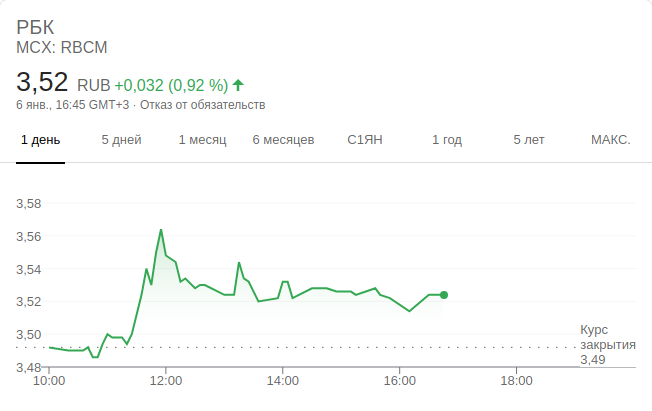 РБК
MCX: RBCM
3,52 RUB +0,032 (0,92 %)
6 янв., 16:45 GMT+3 · Отказ от обязательств
1 день 5 дней 1 месяц 6 месяцев С1ЯН 1 год 5 лет МАКС.
3,58
3,56
3,54
3,52
3,50
3,48
Курс
закрытия
3,49
10:00 12:00 14:00 16:00 18:00